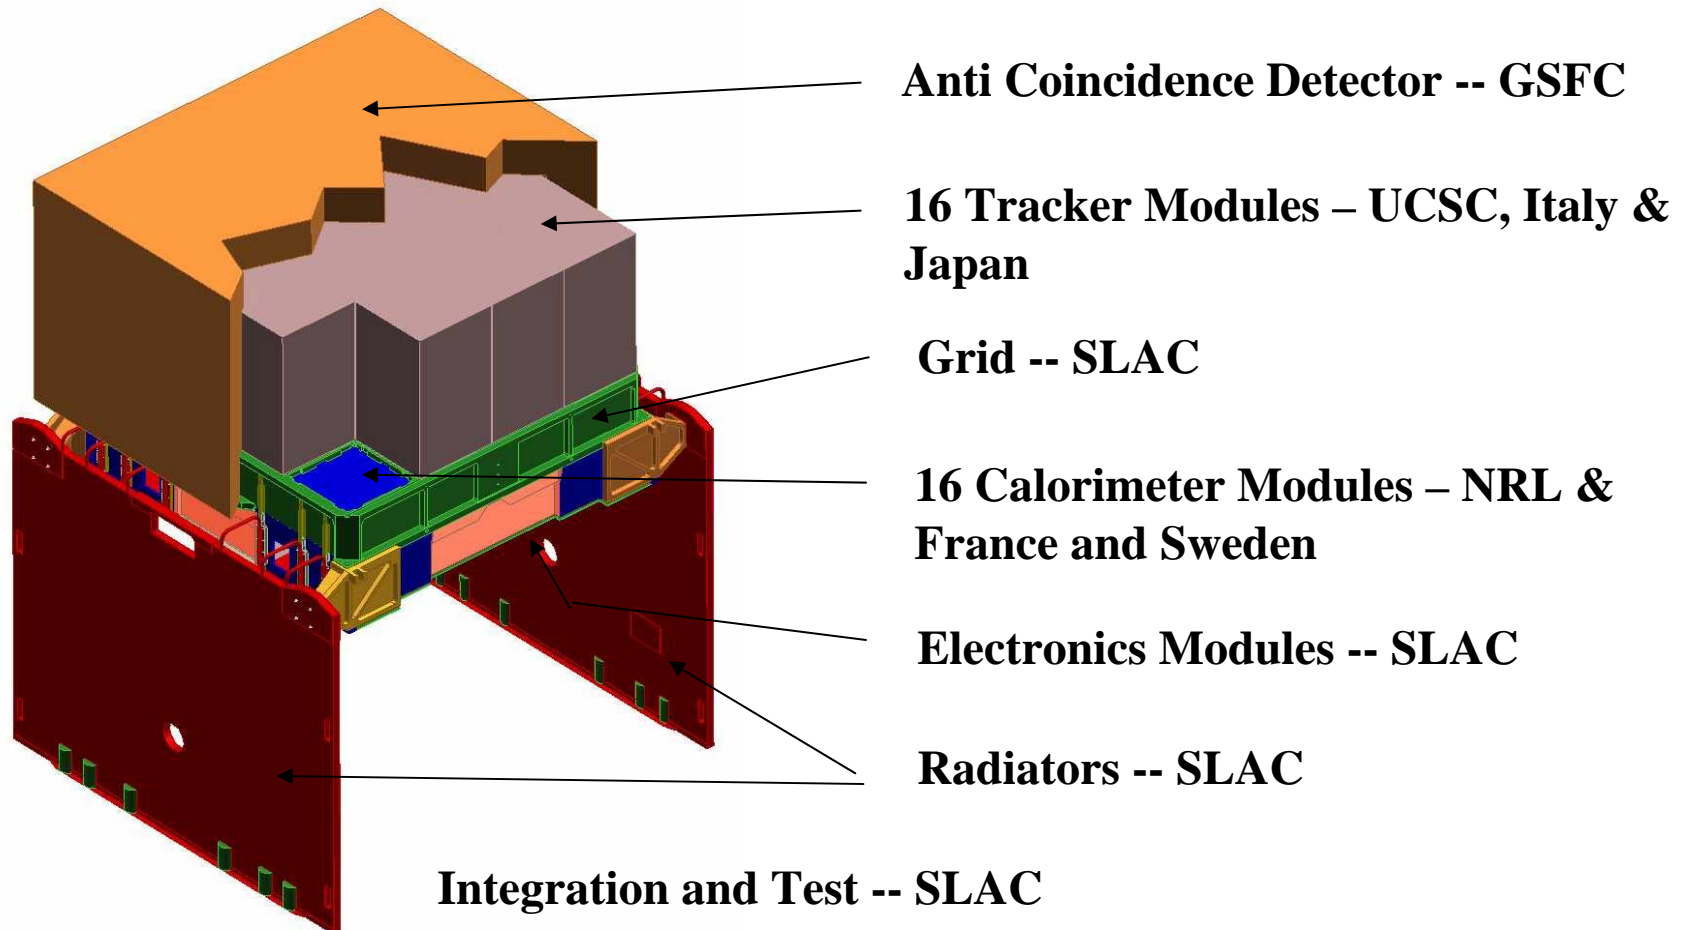 Anti Coincidence Detector -- GSFC
16 Tracker Modules – UCSC, Italy &
Japan
Grid -- SLAC
16 Calorimeter Modules – NRL &
France and Sweden
Electronics Modules -- SLAC
Radiators -- SLAC
Integration and Test -- SLAC